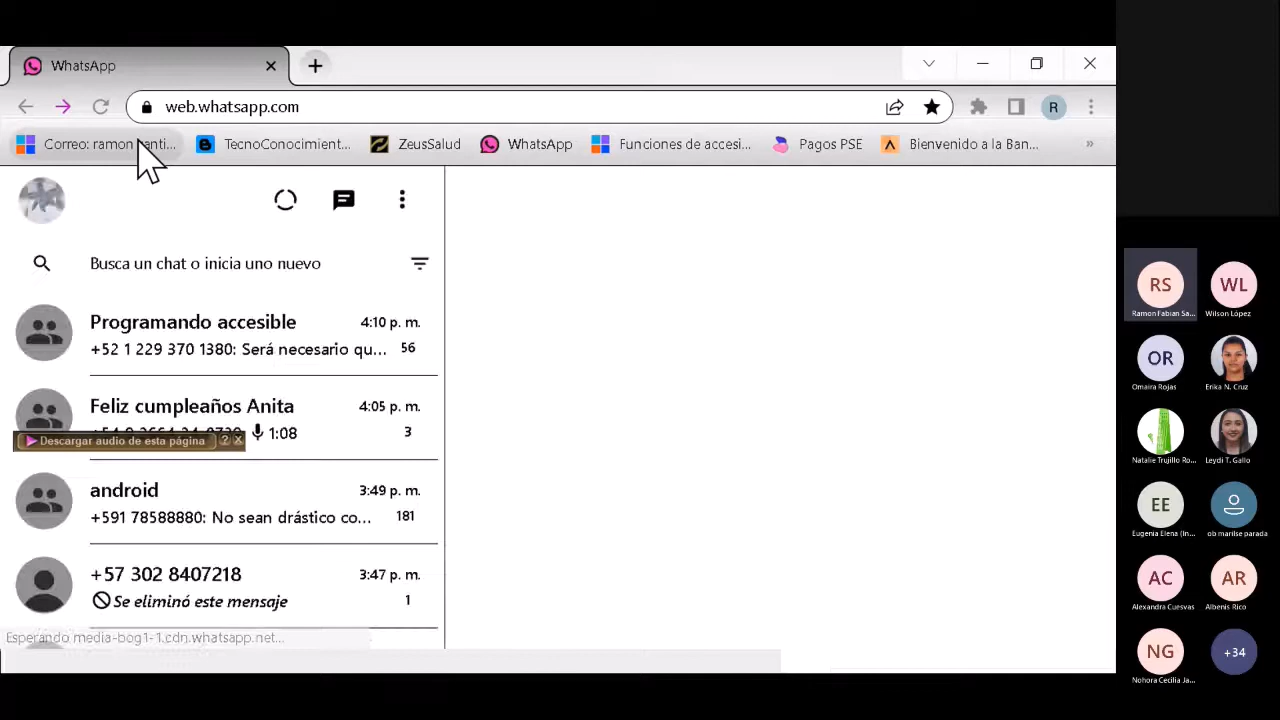 WhatsApp
web.whatsapp.com
R
Correo: ramon santi...
TecnoConocimient...
ZeusSalud
WhatsApp
Funciones de accesi...
Pagos PSE
Bienvenido a la Ban...
»
Busca un chat o inicia uno nuevo
Programando accesible
4:10 p. m.
+52 1 229 370 1380: Será necesario qu...
56
Feliz cumpleaños Anita
4:05 p. m.
1:08
3
Descargar audio de esta página
?
X
android
3:49 p. m.
+591 78588880: No sean drástico co...
181
+57 302 8407218
3:47 p. m.
Se eliminó este mensaje
1
Esperando media-bog1-1.cdn.whatsapp.net...
RS
WL
Ramon Fabian Sa...
Wilson López
OR
Omaira Rojas
Erika N. Cruz
Natalie Trujillo Ro...
Leydi T. Gallo
EE
Eugenia Elena (In...
ob marilse parada
AC
AR
Alexandra Cuevas
Albenis Rico
NG
+34
Nohora Cecilia Ja...